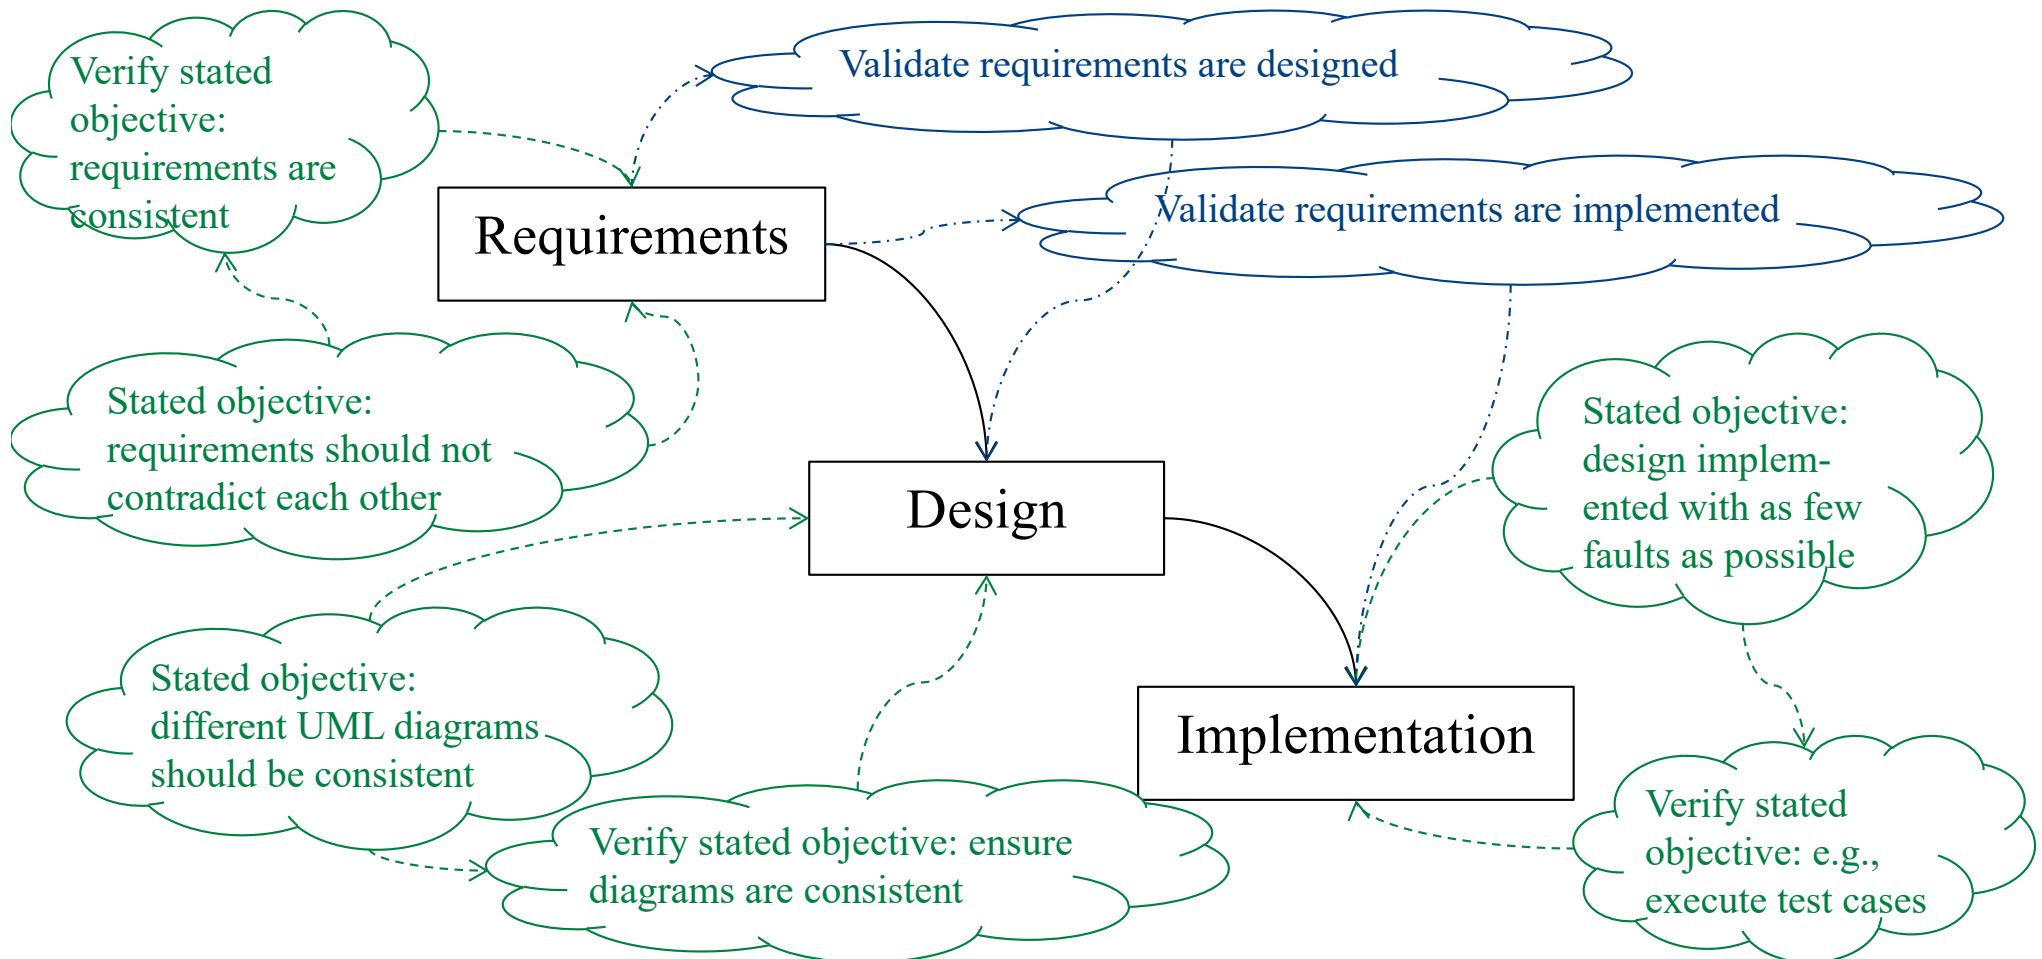 Verify stated
objective:
requirements are
consistent
Validate requirements are designed
Validate requirements are implemented
Requirements
Stated objective:
requirements should not
contradict each other
Stated objective:
design implem-
ented with as few
faults as possible
Design
Stated objective:
different UML diagrams
should be consistent
Implementation
Verify stated objective: ensure
diagrams are consistent
Verify stated
objective: e.g.,
execute test cases